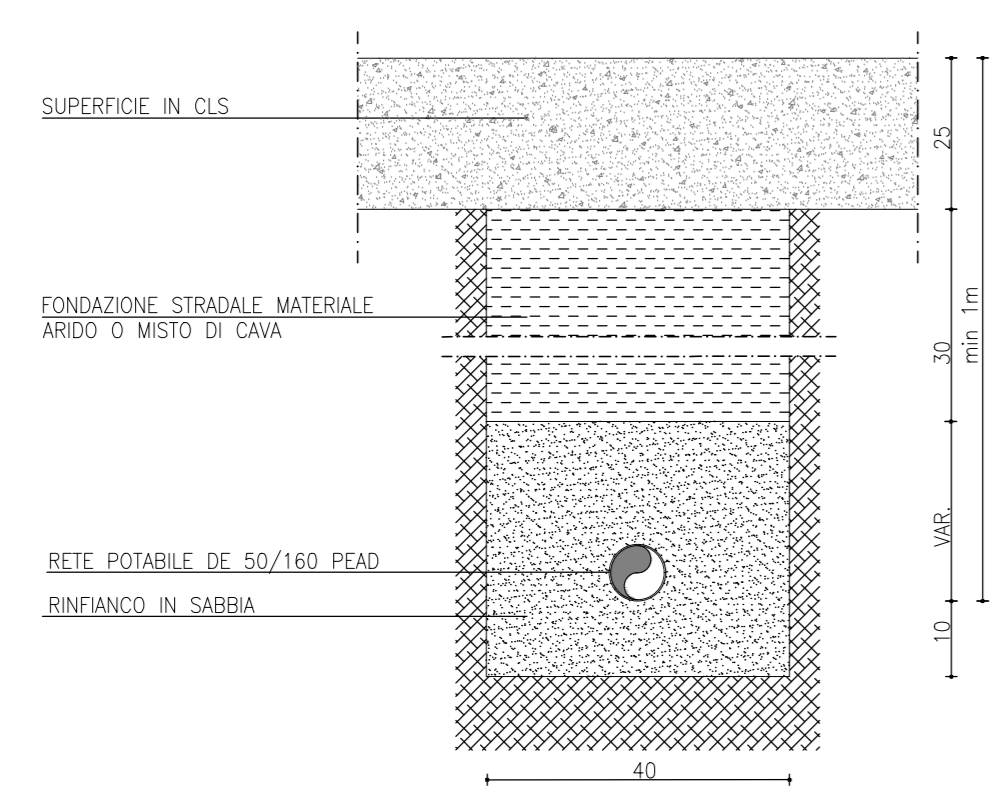 SUPERFICIE IN CLS
25
FONDAZIONE STRADALE MATERIALE
ARIDO O MISTO DI CAVA
30
min 1m
VAR.
RETE POTABILE DE 50/160 PEAD
RINFIANCO IN SABBIA
10
40